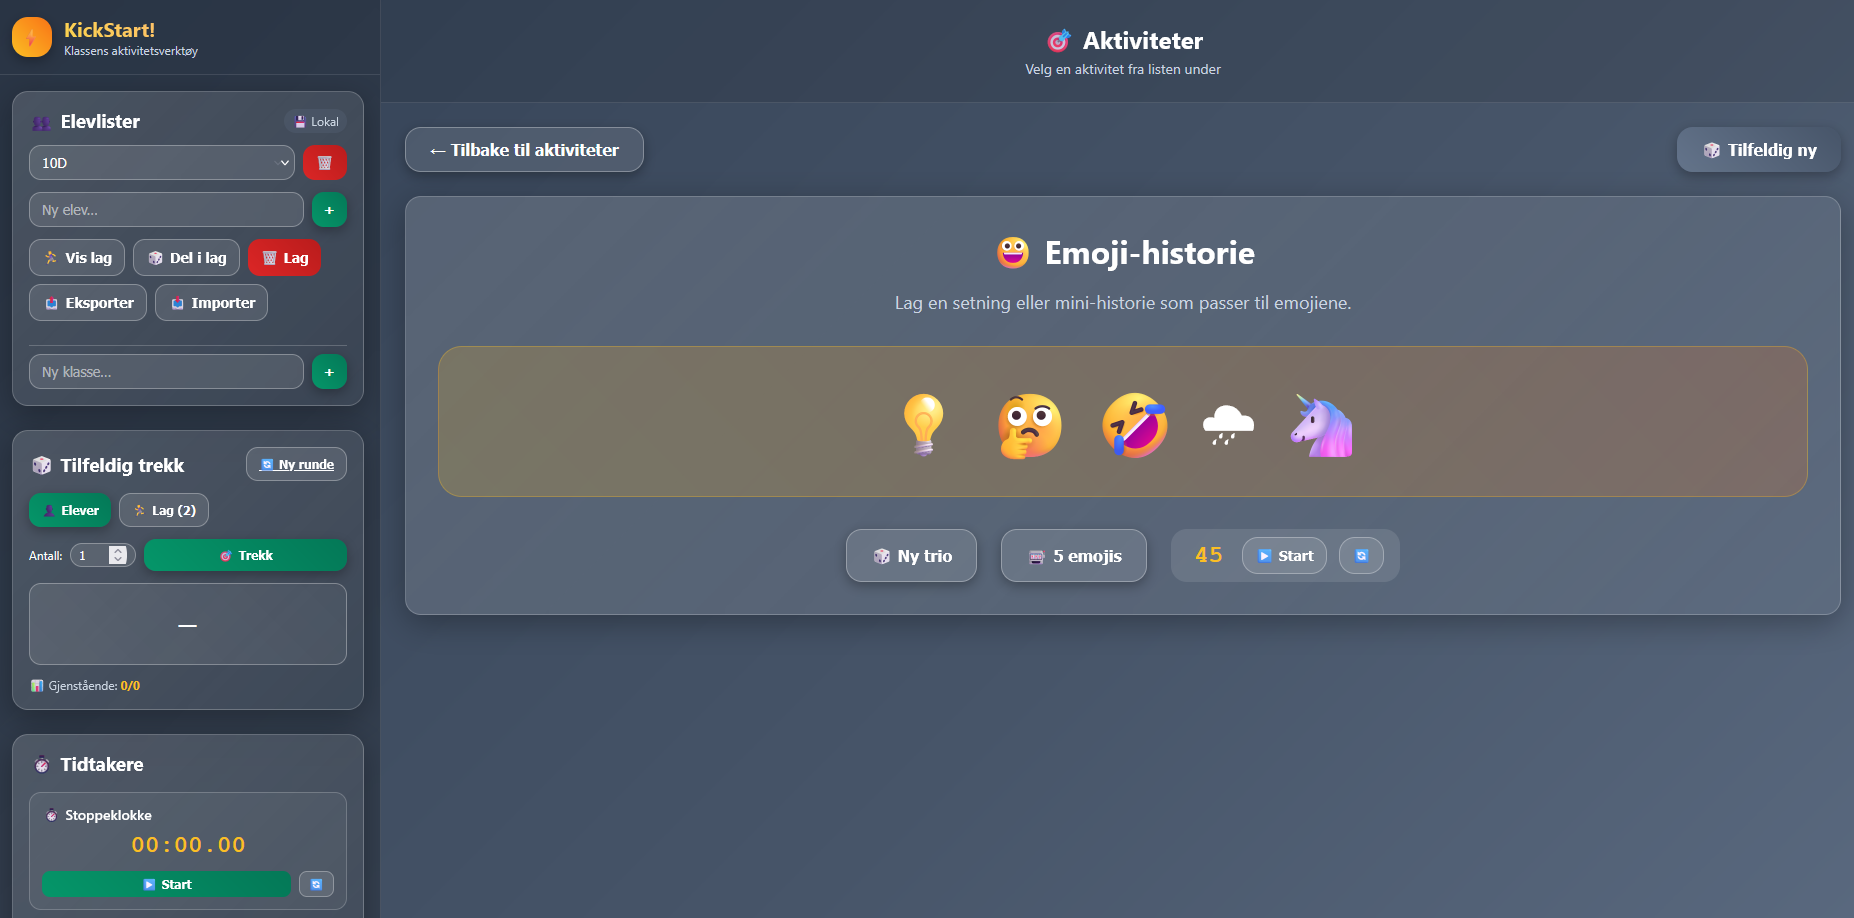 KickStart!
Klassens aktivitetsverktøy
Elevlister
Lokal
10D
Ny elev...
+
Vis lag
Del i lag
Lag
Eksporter
Importer
Ny klasse...
+
Tilfeldig trekk
Ny runde
Elever
Lag (2)
Antall:
1
Trekk
—
Gjenstående: 0/0
Tidtakere
Stoppeklokke
00:00.00
Start
Aktiviteter
Velg en aktivitet fra listen under
← Tilbake til aktiviteter
Tilfeldig ny
Emoji-historie
Lag en setning eller mini-historie som passer til emojiene.
Ny trio
5 emojis
45
Start